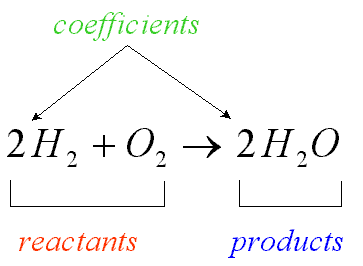 coefficients
2H₂ + O₂ → 2H₂O
reactants products